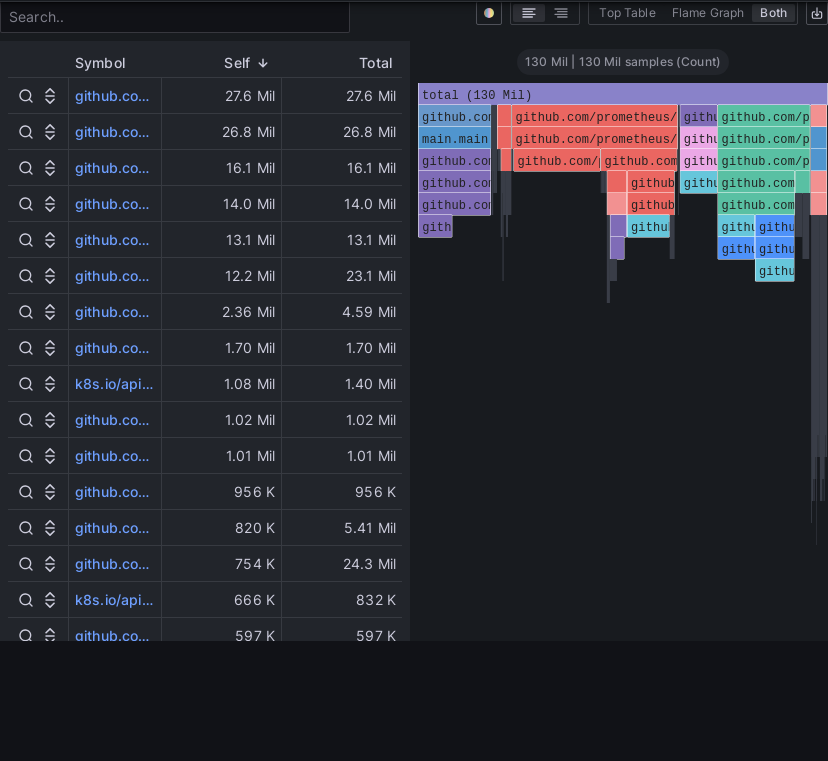 Search..
Top Table Flame Graph Both
Symbol Self Total
github.co... 27.6 Mil 27.6 Mil
github.co... 26.8 Mil 26.8 Mil
github.co... 16.1 Mil 16.1 Mil
github.co... 14.0 Mil 14.0 Mil
github.co... 13.1 Mil 13.1 Mil
github.co... 12.2 Mil 23.1 Mil
github.co... 2.36 Mil 4.59 Mil
github.co... 1.70 Mil 1.70 Mil
k8s.io/api... 1.08 Mil 1.40 Mil
github.co... 1.02 Mil 1.02 Mil
github.co... 1.01 Mil 1.01 Mil
github.co... 956 K 956 K
github.co... 820 K 5.41 Mil
github.co... 754 K 24.3 Mil
k8s.io/api... 666 K 832 K
github.co... 597 K 597 K
130 Mil | 130 Mil samples (Count)
total (130 Mil)
github.com github.com/prometheus/ githu github.com/p
main.main github.com/prometheus/ githu github.com/p
github.com github.com/p github.com githu github.com/p
github.com github githu github.com
github.com github github.com
gith githu githu githu
githu githu
githu